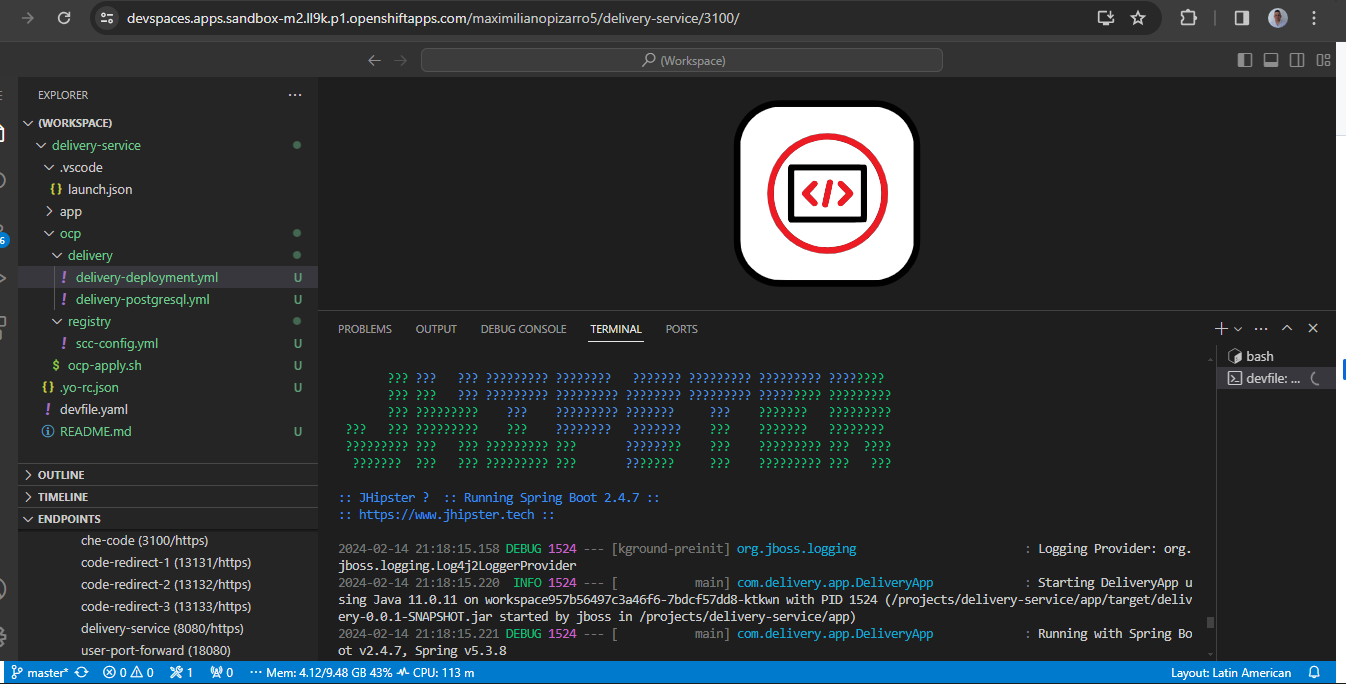 devspaces.apps.sandbox-m2.ll9k.p1.openshiftapps.com/maximilianopizarro5/delivery-service/3100/
(Workspace)
EXPLORER
(WORKSPACE)
delivery-service
.vscode
{} launch.json
app
ocp
delivery
! delivery-deployment.yml U
! delivery-postgresql.yml U
registry
! scc-config.yml U
$ ocp-apply.sh U
{} .yo-rc.json U
! devfile.yaml
README.md U
OUTLINE
TIMELINE
ENDPOINTS
che-code (3100/https)
code-redirect-1 (13131/https)
code-redirect-2 (13132/https)
code-redirect-3 (13133/https)
delivery-service (8080/https)
user-port-forward (18080)
6
</>
PROBLEMS OUTPUT DEBUG CONSOLE TERMINAL PORTS
bash
devfile: ...
??? ???   ??? ????????? ????????   ??????? ????????? ????????? ????????
??? ???   ??? ????????? ????????? ????????? ????????? ????????? ?????????
??? ?????????    ???    ????????? ???????     ???    ???????   ?????????
???   ??? ?????????    ???    ????????   ???????    ???    ???????   ????????
????????? ???   ??? ????????? ???       ????????    ???    ????????? ???  ????
???????  ???   ??? ????????? ???       ???????     ???    ????????? ???   ???
:: JHipster ?  :: Running Spring Boot 2.4.7 ::
:: https://www.jhipster.tech ::
2024-02-14 21:18:15.158 DEBUG 1524 --- [kground-preinit] org.jboss.logging : Logging Provider: org.
jboss.logging.Log4j2LoggerProvider
2024-02-14 21:18:15.220  INFO 1524 --- [           main] com.delivery.app.DeliveryApp : Starting DeliveryApp u
sing Java 11.0.11 on workspace957b56497c3a46f6-7bdcf57dd8-ktkwn with PID 1524 (/projects/delivery-service/app/target/deliv
ery-0.0.1-SNAPSHOT.jar started by jboss in /projects/delivery-service/app)
2024-02-14 21:18:15.221 DEBUG 1524 --- [           main] com.delivery.app.DeliveryApp : Running with Spring Bo
ot v2.4.7, Spring v5.3.8
master* 0 0 1 0 ··· Mem: 4.12/9.48 GB 43% CPU: 113 m Layout: Latin American